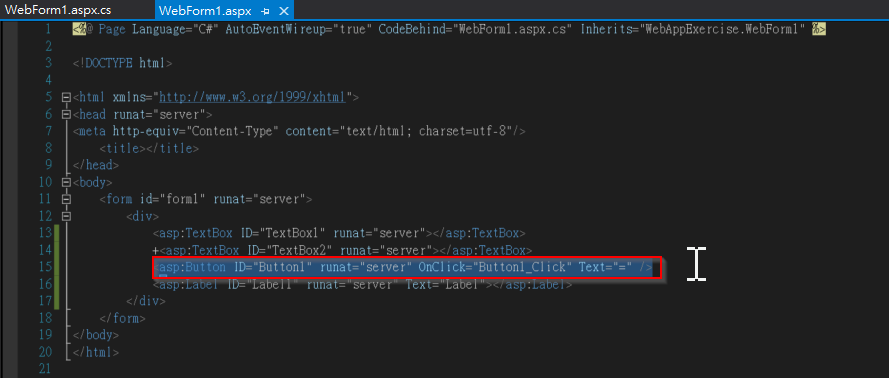 WebForm1.aspx.cs WebForm1.aspx
1 <%@ Page Language="C#" AutoEventWireup="true" CodeBehind="WebForm1.aspx.cs" Inherits="WebAppExercise.WebForm1" %>
2
3 <!DOCTYPE html>
4
5 <html xmlns="http://www.w3.org/1999/xhtml">
6 <head runat="server">
7 <meta http-equiv="Content-Type" content="text/html; charset=utf-8"/>
8 <title></title>
9 </head>
10 <body>
11 <form id="form1" runat="server">
12 <div>
13 <asp:TextBox ID="TextBox1" runat="server"></asp:TextBox>
14 +<asp:TextBox ID="TextBox2" runat="server"></asp:TextBox>
15 <asp:Button ID="Button1" runat="server" OnClick="Button1_Click" Text="=" />
16 <asp:Label ID="Label1" runat="server" Text="Label"></asp:Label>
17 </div>
18 </form>
19 </body>
20 </html>
21